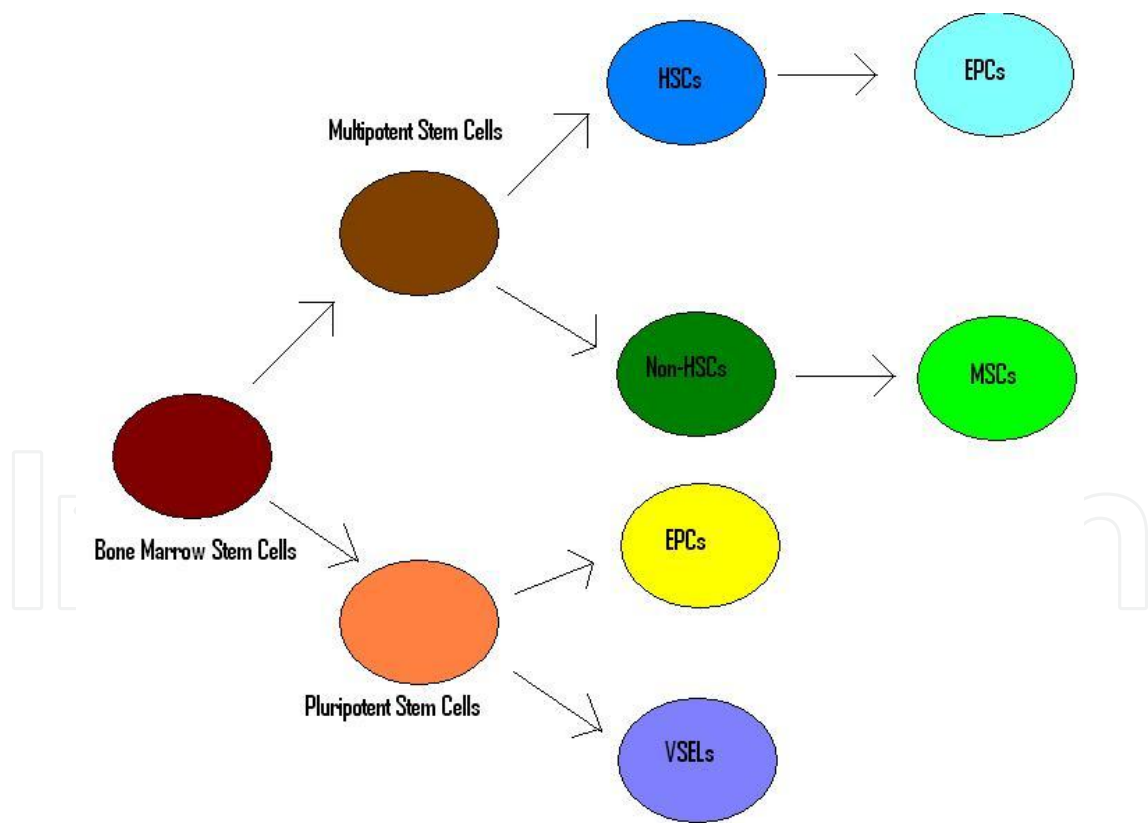 HSCs
EPCs
Multipotent Stem Cells
Non-HSCs
MSCs
Bone Marrow Stem Cells
EPCs
Pluripotent Stem Cells
VSELs